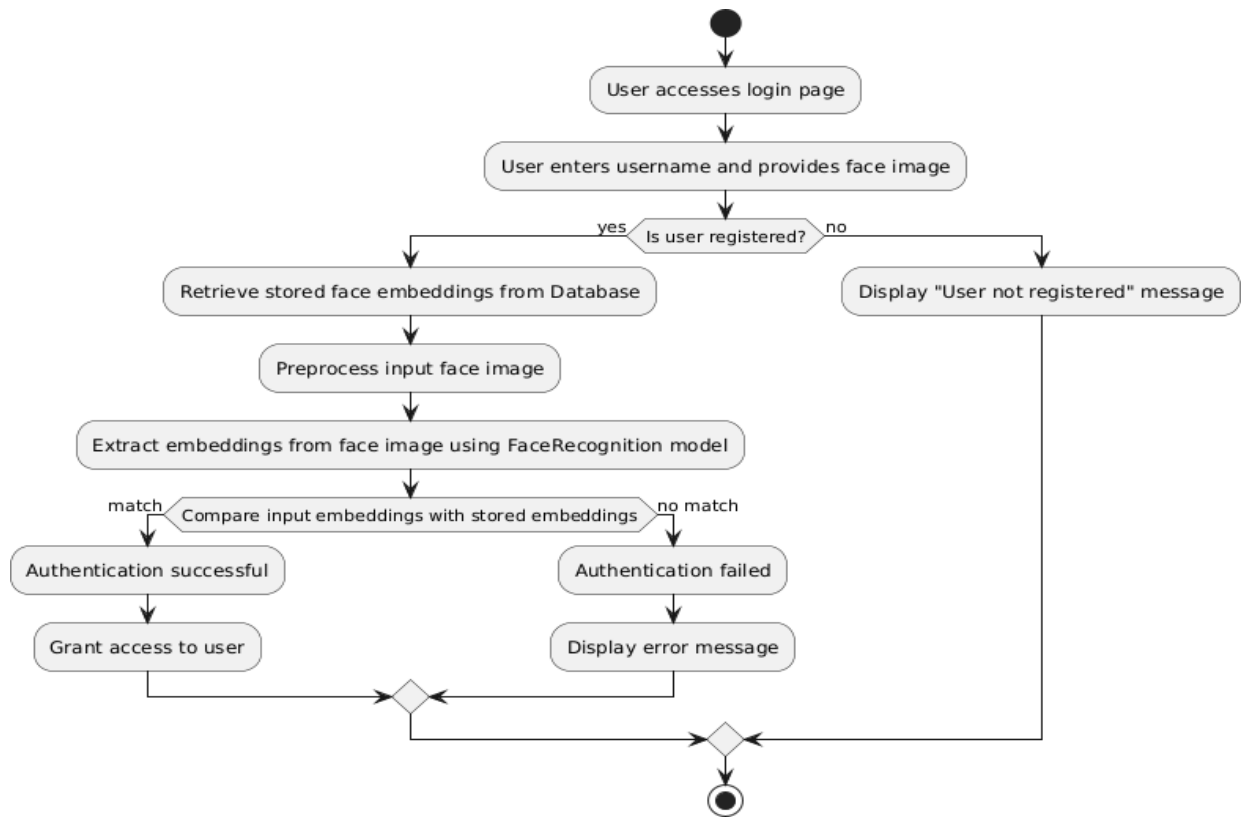 User accesses login page
User enters username and provides face image
yes
Is user registered?
no
Retrieve stored face embeddings from Database
Display "User not registered" message
Preprocess input face image
Extract embeddings from face image using FaceRecognition model
match
Compare input embeddings with stored embeddings
no match
Authentication successful
Authentication failed
Grant access to user
Display error message